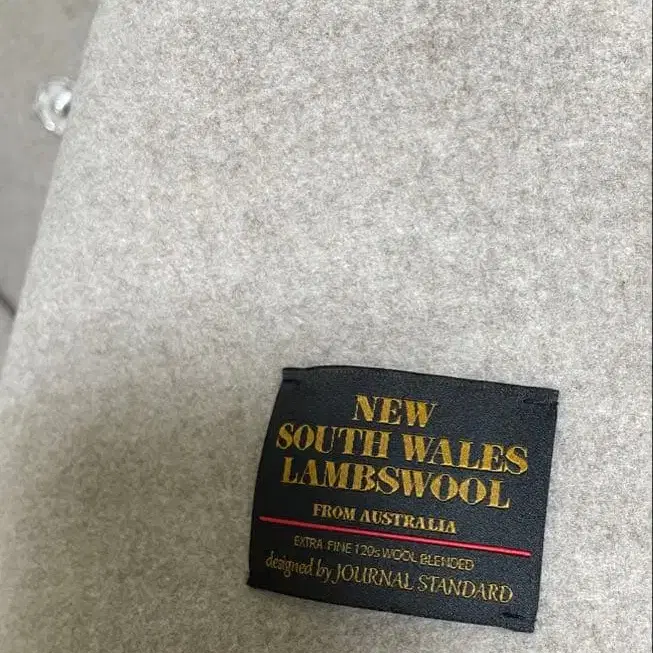 NEW
SOUTH WALES
LAMBSWOOL
FROM AUSTRALIA
EXTRA FINE 120s WOOL BLENDED
designed by JOURNAL STANDARD